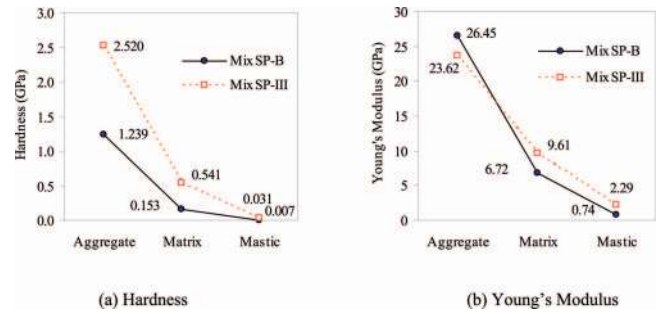 3.0
2.5
2.0
1.5
1.0
0.5
0.0
Hardness (GPa)
2.520
1.239
0.541
0.153
0.031
0.007
Mix SP-B
Mix SP-III
Aggregate Matrix Mastic
(a) Hardness
30
25
20
15
10
5
0
Young's Modulus (GPa)
26.45
23.62
9.61
6.72
2.29
0.74
Mix SP-B
Mix SP-III
Aggregate Matrix Mastic
(b) Young's Modulus